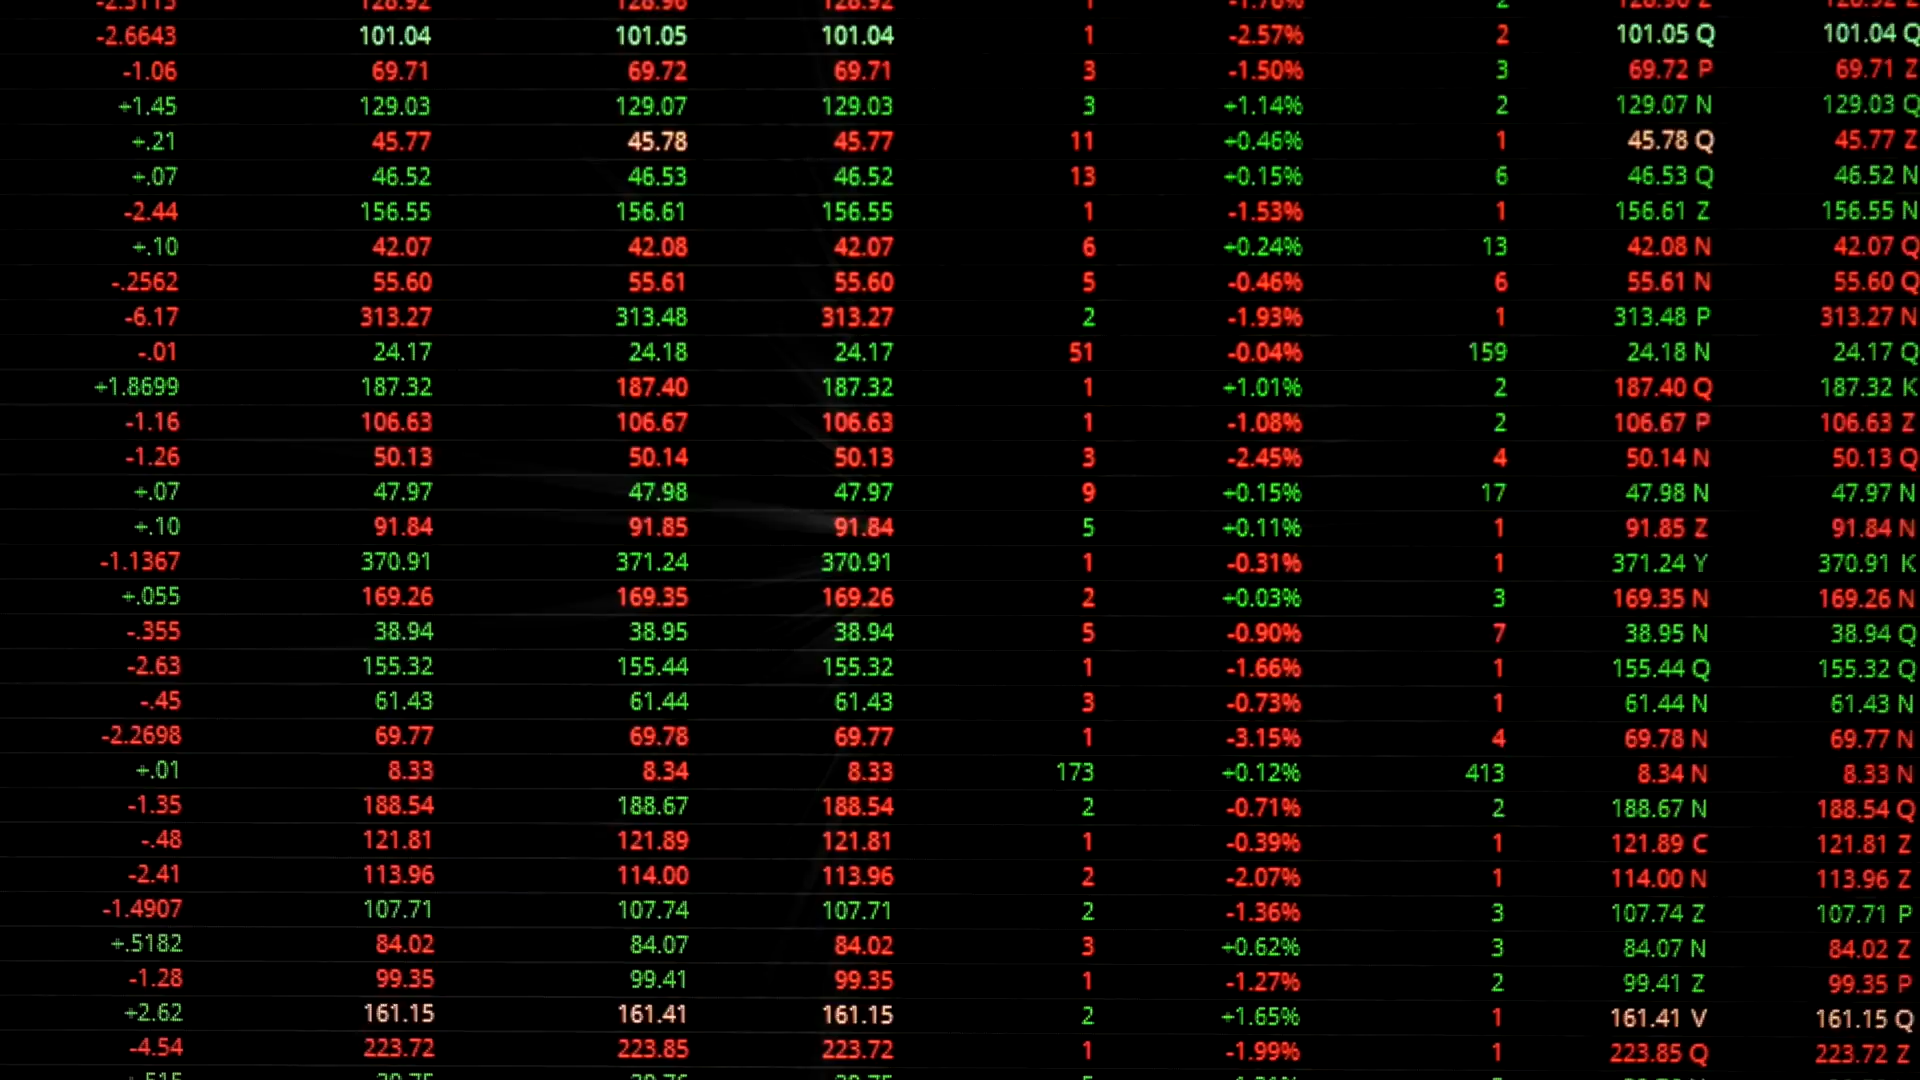 -2.6643 101.04 101.05 101.04 1 -2.57% 2 101.05 Q 101.04 Q
-1.06 69.71 69.72 69.71 3 -1.50% 3 69.72 P 69.71 Z
+1.45 129.03 129.07 129.03 3 +1.14% 2 129.07 N 129.03 Q
+.21 45.77 45.78 45.77 11 +0.46% 1 45.78 Q 45.77 Z
+.07 46.52 46.53 46.52 13 +0.15% 6 46.53 Q 46.52 N
-2.44 156.55 156.61 156.55 1 -1.53% 1 156.61 Z 156.55 N
+.10 42.07 42.08 42.07 6 +0.24% 13 42.08 N 42.07 Q
-.2562 55.60 55.61 55.60 5 -0.46% 6 55.61 N 55.60 Q
-6.17 313.27 313.48 313.27 2 -1.93% 1 313.48 P 313.27 N
-.01 24.17 24.18 24.17 51 -0.04% 159 24.18 N 24.17 Q
+1.8699 187.32 187.40 187.32 1 +1.01% 2 187.40 Q 187.32 K
-1.16 106.63 106.67 106.63 1 -1.08% 2 106.67 P 106.63 Z
-1.26 50.13 50.14 50.13 3 -2.45% 4 50.14 N 50.13 Q
+.07 47.97 47.98 47.97 9 +0.15% 17 47.98 N 47.97 N
+.10 91.84 91.85 91.84 5 +0.11% 1 91.85 Z 91.84 N
-1.1367 370.91 371.24 370.91 1 -0.31% 1 371.24 Y 370.91 K
+.055 169.26 169.35 169.26 2 +0.03% 3 169.35 N 169.26 N
-.355 38.94 38.95 38.94 5 -0.90% 7 38.95 N 38.94 Q
-2.63 155.32 155.44 155.32 1 -1.66% 1 155.44 Q 155.32 Q
-.45 61.43 61.44 61.43 3 -0.73% 1 61.44 N 61.43 N
-2.2698 69.77 69.78 69.77 1 -3.15% 4 69.78 N 69.77 N
+.01 8.33 8.34 8.33 173 +0.12% 413 8.34 N 8.33 N
-1.35 188.54 188.67 188.54 2 -0.71% 2 188.67 N 188.54 Q
-.48 121.81 121.89 121.81 1 -0.39% 1 121.89 C 121.81 Z
-2.41 113.96 114.00 113.96 2 -2.07% 1 114.00 N 113.96 Z
-1.4907 107.71 107.74 107.71 2 -1.36% 3 107.74 Z 107.71 P
+.5182 84.02 84.07 84.02 3 +0.62% 3 84.07 N 84.02 Z
-1.28 99.35 99.41 99.35 1 -1.27% 2 99.41 Z 99.35 P
+2.62 161.15 161.41 161.15 2 +1.65% 1 161.41 V 161.15 Q
-4.54 223.72 223.85 223.72 1 -1.99% 1 223.85 Q 223.72 Z